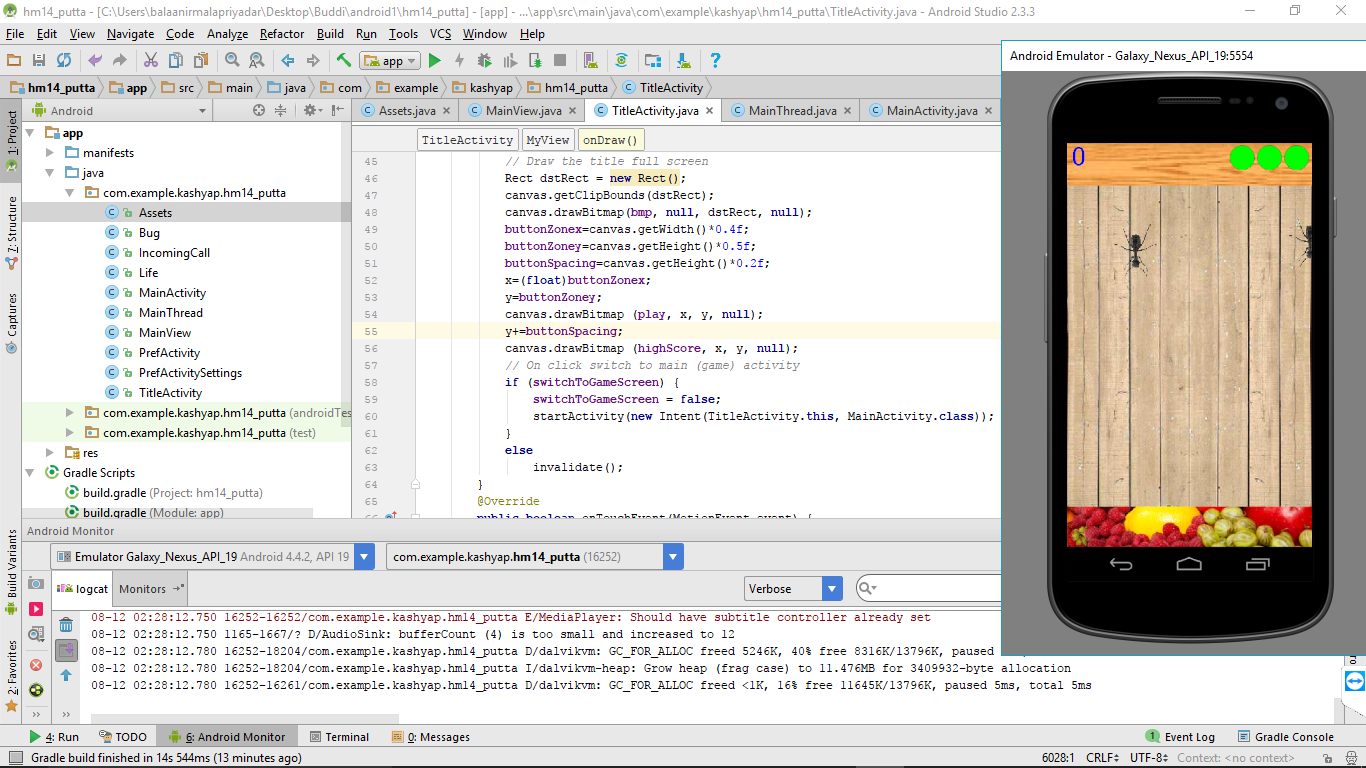 hm14_putta - [C:\Users\balaanirmalapriyadar\Desktop\Buddi\android1\hm14_putta] - [app] - ...\app\src\main\java\com\example\kashyap\hm14_putta\TitleActivity.java - Android Studio 2.3.3
File Edit View Navigate Code Analyze Refactor Build Run Tools VCS Window Help
app
hm14_putta app src main java com example kashyap hm14_putta TitleActivity
Android
Assets.java MainView.java TitleActivity.java MainThread.java MainActivity.java
TitleActivity MyView onDraw()
1: Project
7: Structure
Captures
Build Variants
2: Favorites
app
manifests
java
com.example.kashyap.hm14_putta
Assets
Bug
IncomingCall
Life
MainActivity
MainThread
MainView
PrefActivity
PrefActivitySettings
TitleActivity
com.example.kashyap.hm14_putta (androidTes
com.example.kashyap.hm14_putta (test)
res
Gradle Scripts
build.gradle (Project: hm14_putta)
build.gradle (Module: app)
45 // Draw the title full screen
46 Rect dstRect = new Rect();
47 canvas.getClipBounds(dstRect);
48 canvas.drawBitmap(bmp, null, dstRect, null);
49 buttonZonex=canvas.getWidth()*0.4f;
50 buttonZoney=canvas.getHeight()*0.5f;
51 buttonSpacing=canvas.getHeight()*0.2f;
52 x=(float)buttonZonex;
53 y=buttonZoney;
54 canvas.drawBitmap (play, x, y, null);
55 y+=buttonSpacing;
56 canvas.drawBitmap (highScore, x, y, null);
57 // On click switch to main (game) activity
58 if (switchToGameScreen) {
59 switchToGameScreen = false;
60 startActivity(new Intent(TitleActivity.this, MainActivity.class));
61 }
62 else
63 invalidate();
64 }
65 @Override
66 public boolean onTouchEvent(MotionEvent event) {
Android Emulator - Galaxy_Nexus_API_19:5554
0
Android Monitor
Emulator Galaxy_Nexus_API_19 Android 4.4.2, API 19
com.example.kashyap.hm14_putta (16252)
logcat Monitors
Verbose
08-12 02:28:12.750 16252-16252/com.example.kashyap.hm14_putta E/MediaPlayer: Should have subtitle controller already set
08-12 02:28:12.750 1165-1667/? D/AudioSink: bufferCount (4) is too small and increased to 12
08-12 02:28:12.780 16252-18204/com.example.kashyap.hm14_putta D/dalvikvm: GC_FOR_ALLOC freed 5246K, 40% free 8316K/13796K, paused
08-12 02:28:12.780 16252-18204/com.example.kashyap.hm14_putta I/dalvikvm-heap: Grow heap (frag case) to 11.476MB for 3409932-byte allocation
08-12 02:28:12.780 16252-16261/com.example.kashyap.hm14_putta D/dalvikvm: GC_FOR_ALLOC freed <1K, 16% free 11645K/13796K, paused 5ms, total 5ms
4: Run TODO 6: Android Monitor Terminal 0: Messages 1 Event Log Gradle Console
Gradle build finished in 14s 544ms (13 minutes ago) 6028:1 CRLF UTF-8 Context: <no context>